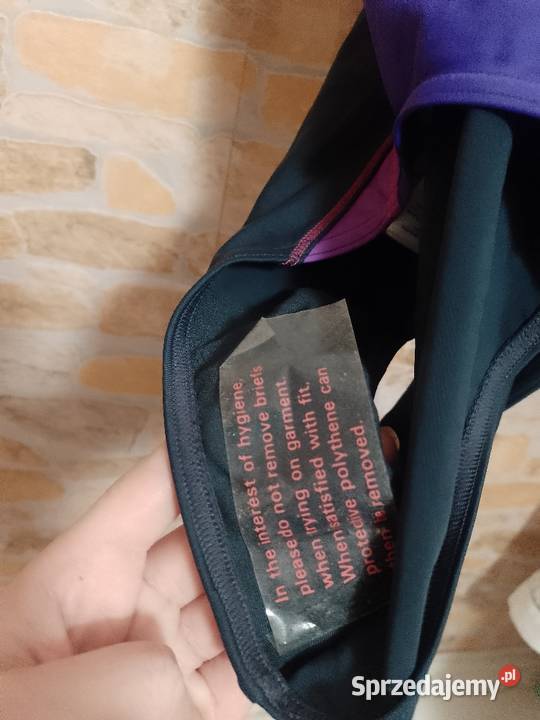 In the interest of hygiene,
please do not remove briefs
when trying on garment.
When satisfied with fit,
protective polythene can
then be removed.
Sprzedajemy.pl